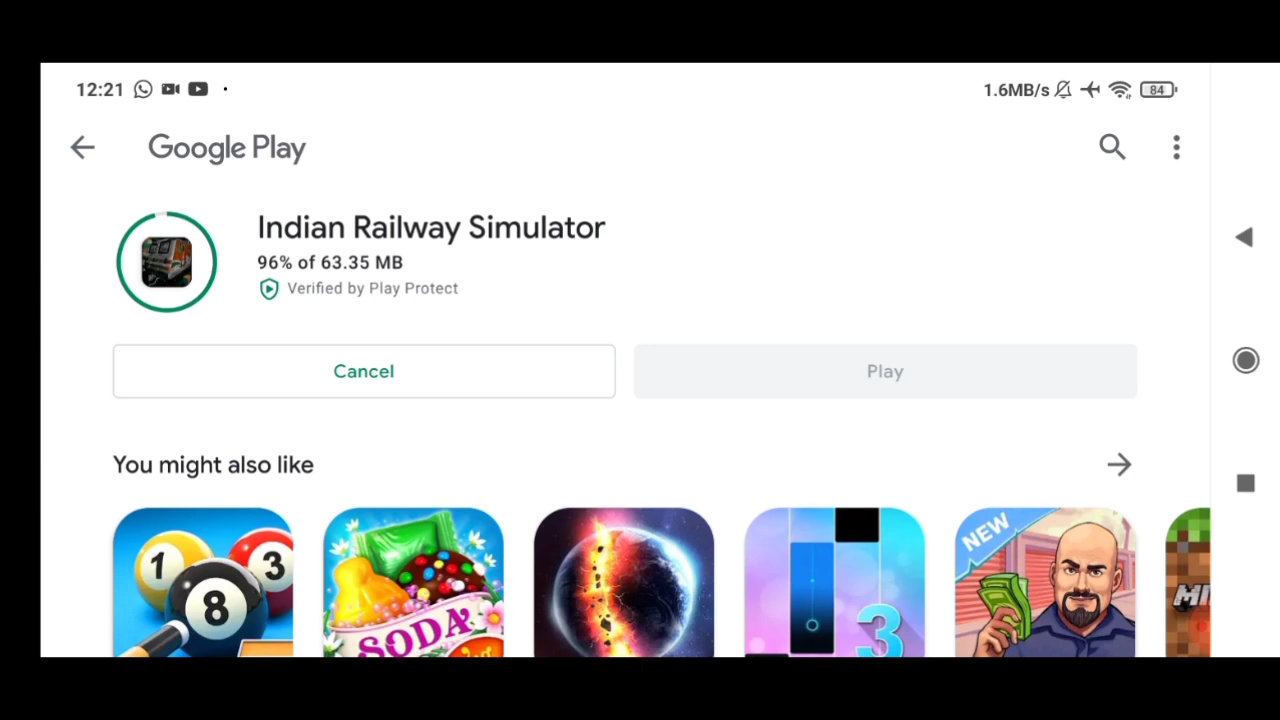 12:21
1.6MB/s
84
Google Play
Indian Railway Simulator
96% of 63.35 MB
Verified by Play Protect
Cancel
Play
You might also like
1
3
8
SODA
3
NEW